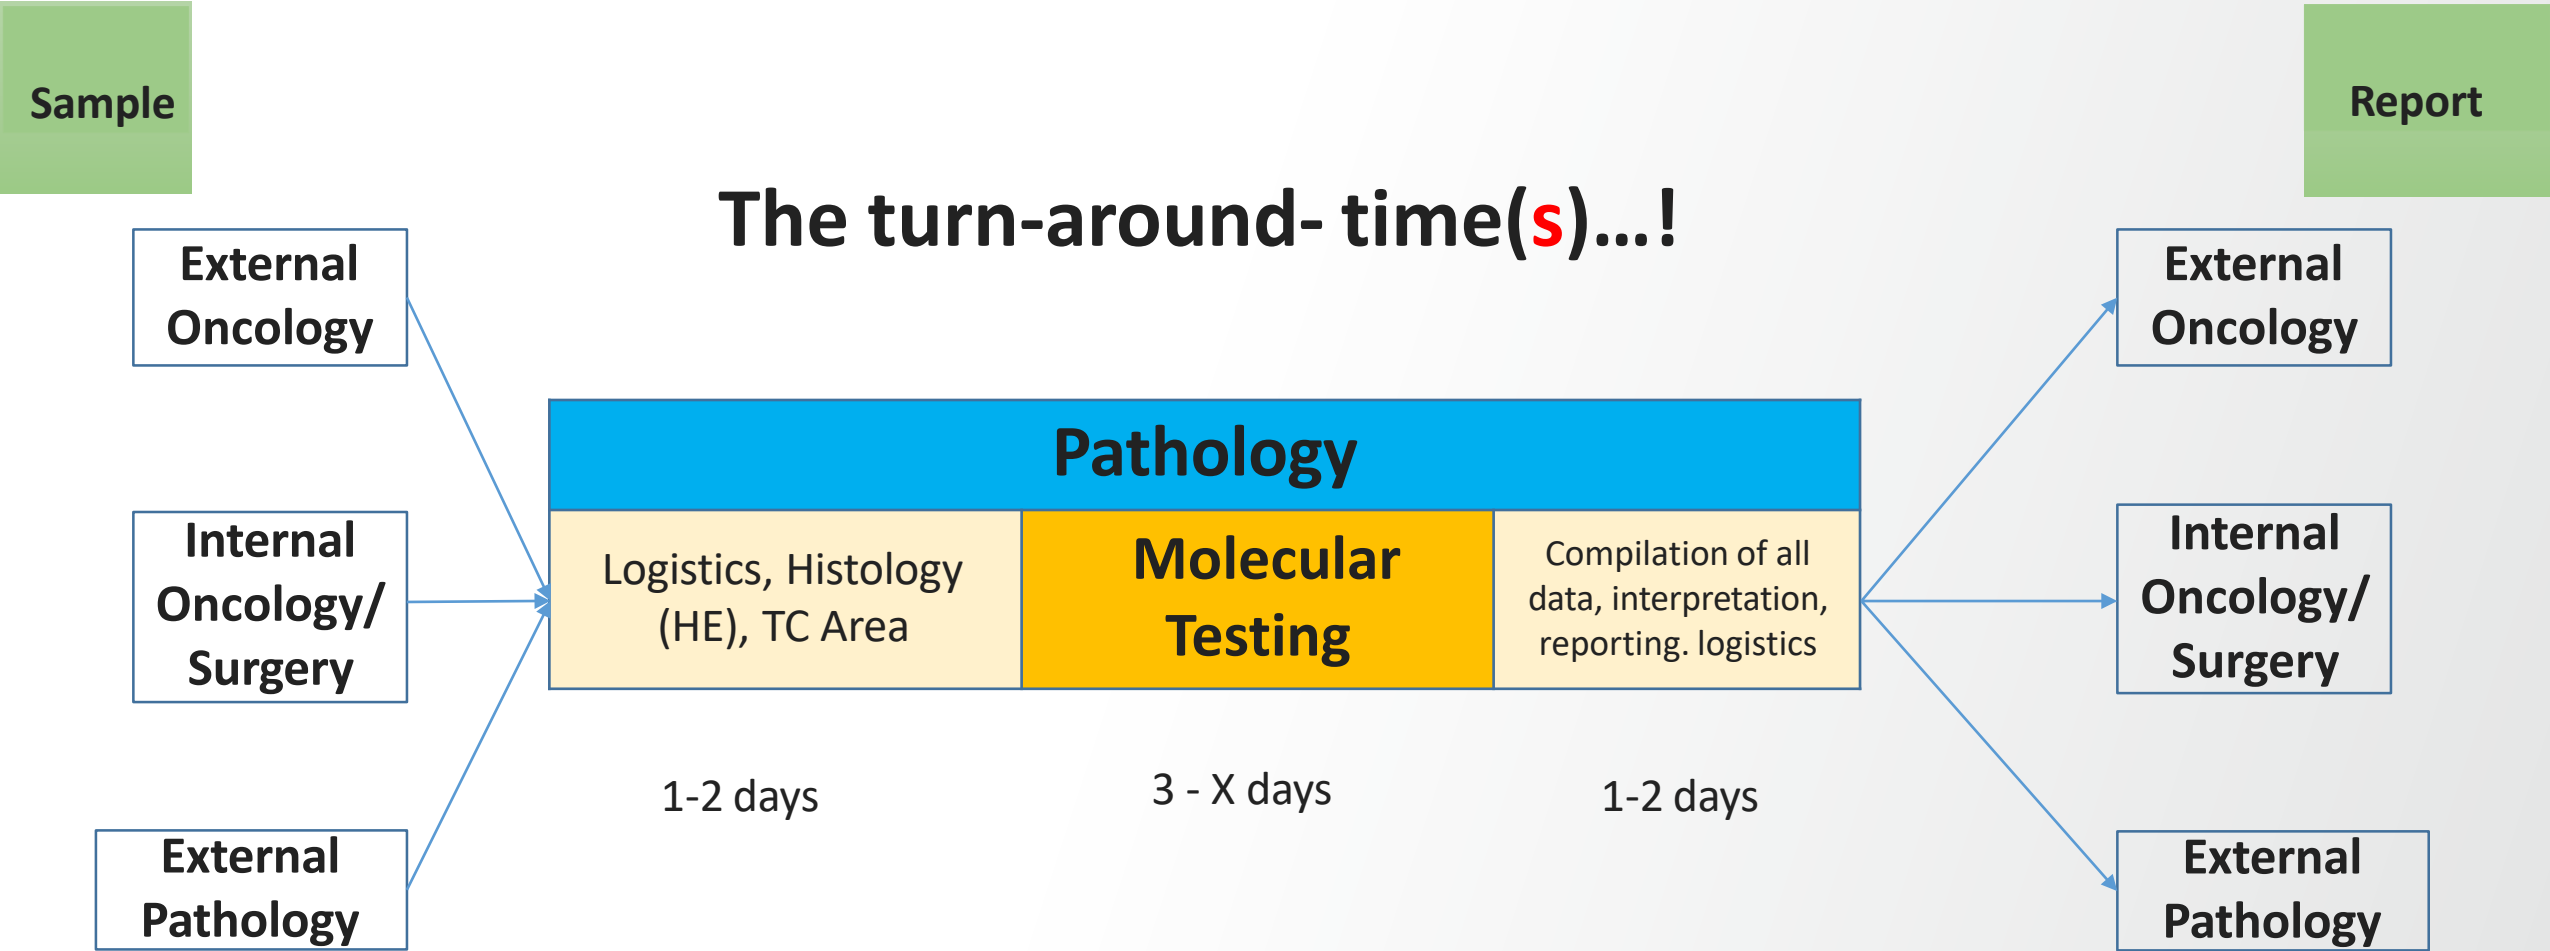 Sample
Report
The turn-around- time(s)...!
External
Oncology
Internal
Oncology/
Surgery
External
Pathology
Pathology
Logistics, Histology
(HE), TC Area
Molecular
Testing
Compilation of all
data, interpretation,
reporting. logistics
1-2 days
3 - X days
1-2 days
External
Oncology
Internal
Oncology/
Surgery
External
Pathology